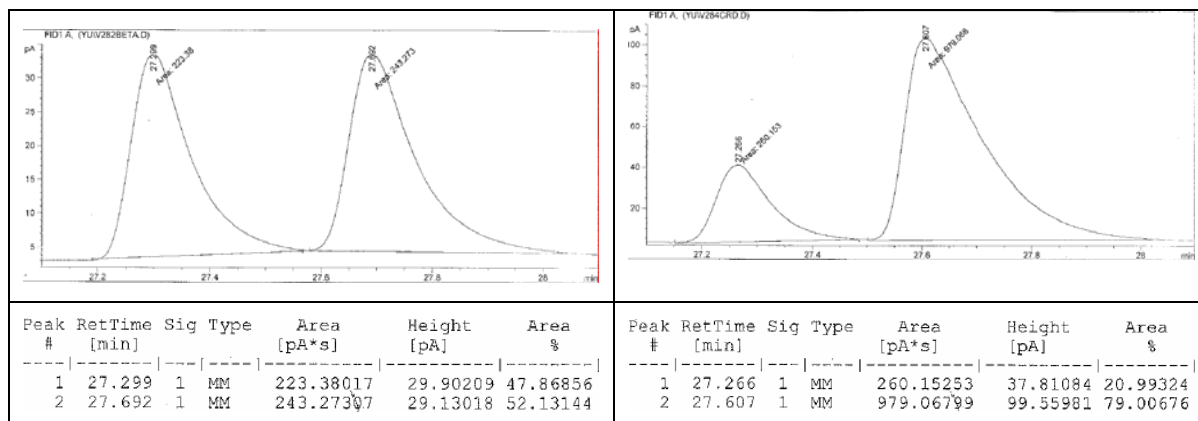 FID1 A, (YUW282BETA.D)
pA
27.299
Area: 223.38
27.692
Area: 243.273
30
25
20
15
10
5
27.2 27.4 27.6 27.8 28 min
FID1 A, (YUW284CRD.D)
pA
100
80
60
40
20
27.266
Area: 260.153
27.607
Area: 979.068
27.2 27.4 27.6 27.8 28 min
Peak RetTime Sig Type Area Height Area
# [min] [pA*s] [pA] %
1 27.299 1 MM 223.38017 29.90209 47.86856
2 27.692 1 MM 243.27307 29.13018 52.13144
Peak RetTime Sig Type Area Height Area
# [min] [pA*s] [pA] %
1 27.266 1 MM 260.15253 37.81084 20.99324
2 27.607 1 MM 979.06799 99.55981 79.00676